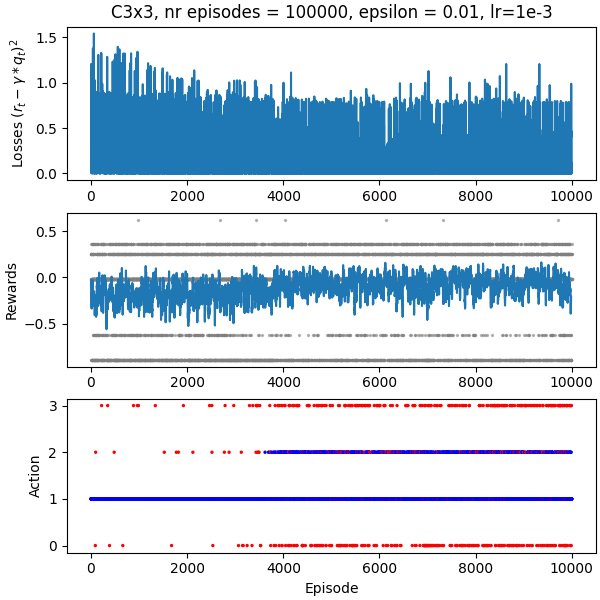 C3x3, nr episodes = 100000, epsilon = 0.01, lr=1e-3
Losses $(r_t - \gamma * q_t)^2$
1.5
1.0
0.5
0.0
0 2000 4000 6000 8000 10000
Rewards
0.5
0.0
−0.5
0 2000 4000 6000 8000 10000
Action
3
2
1
0
0 2000 4000 6000 8000 10000
Episode